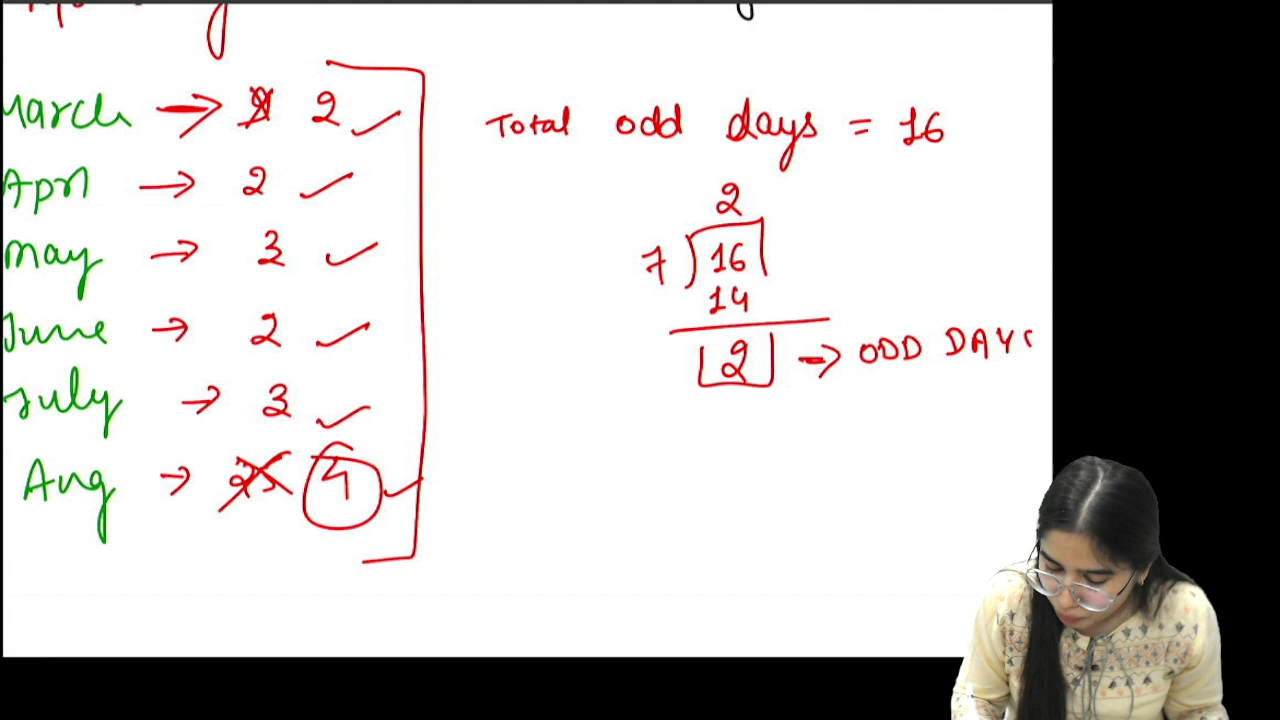 March → 2 ✓
April → 2 ✓
May → 3 ✓
June → 2 ✓
July → 3 ✓
Aug → 25 4 ✓
Total odd days = 16
2
7 16
14
2 → ODD DAYS